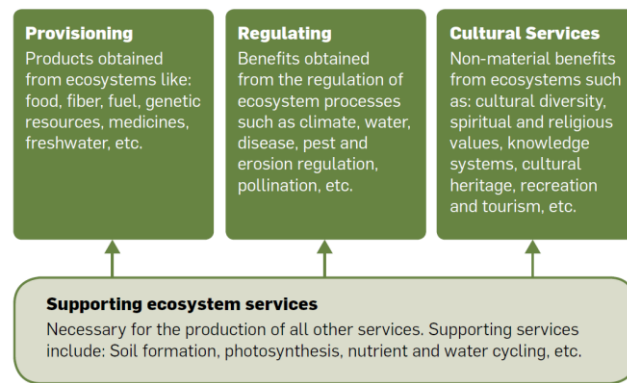 Provisioning
Products obtained
from ecosystems like:
food, fiber, fuel, genetic
resources, medicines,
freshwater, etc.
Regulating
Benefits obtained
from the regulation of
ecosystem processes
such as climate, water,
disease, pest and
erosion regulation,
pollination, etc.
Cultural Services
Non-material benefits
from ecosystems such
as: cultural diversity,
spiritual and religious
values, knowledge
systems, cultural
heritage, recreation
and tourism, etc.
Supporting ecosystem services
Necessary for the production of all other services. Supporting services
include: Soil formation, photosynthesis, nutrient and water cycling, etc.